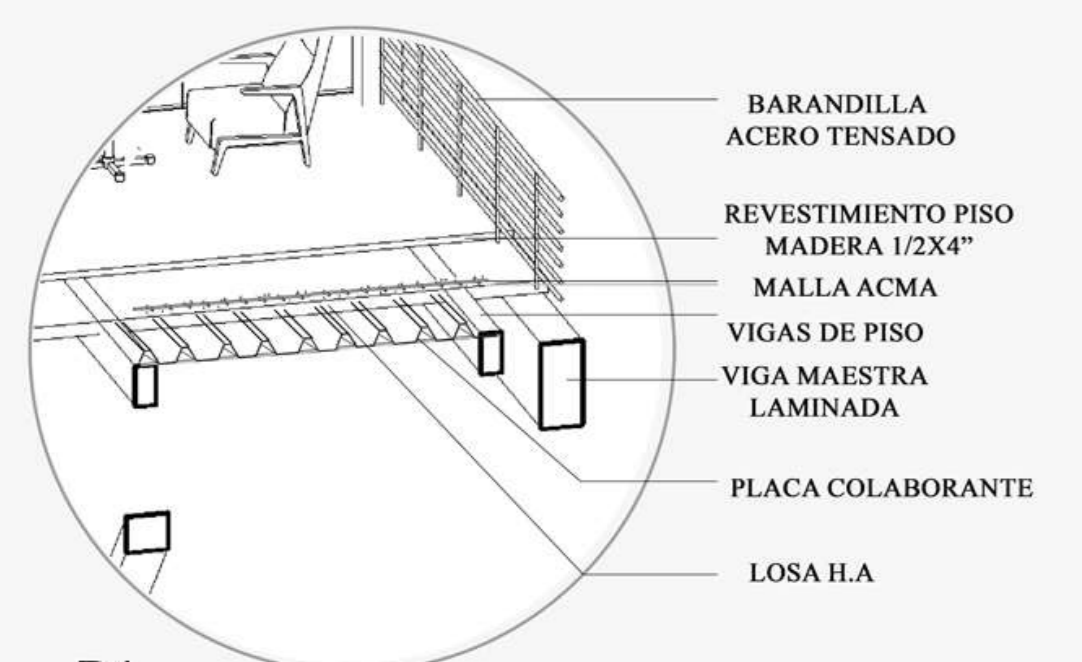 BARANDILLA
ACERO TENSADO
REVESTIMIENTO PISO
MADERA 1/2X4”
MALLA ACMA
VIGAS DE PISO
VIGA MAESTRA
LAMINADA
PLACA COLABORANTE
LOSA H.A